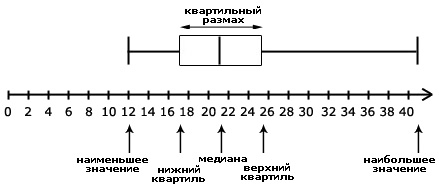 квартильный
размах
0 2 4 6 8 10 12 14 16 18 20 22 24 26 28 30 32 34 36 38 40
наименьшее
значение
нижний
квартиль
медиана
верхний
квартиль
наибольшее
значение